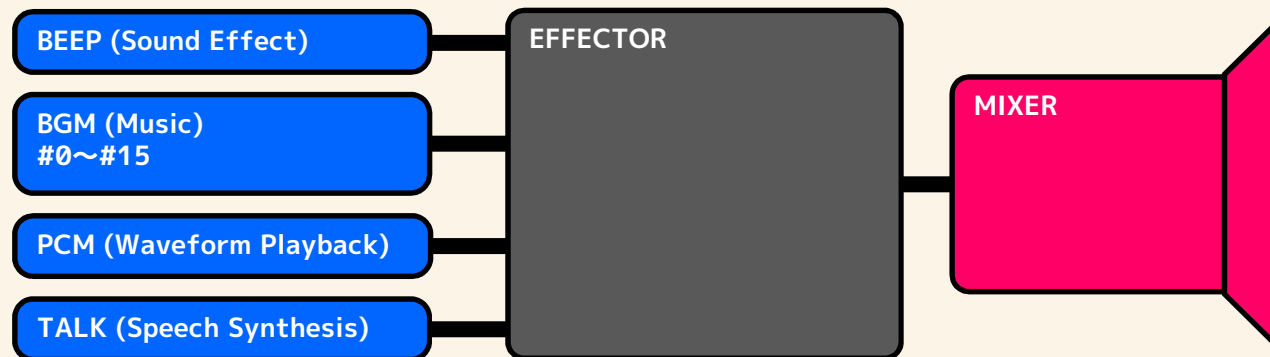 BEEP (Sound Effect)
EFFECTOR
BGM (Music)
#0～#15
MIXER
PCM (Waveform Playback)
TALK (Speech Synthesis)